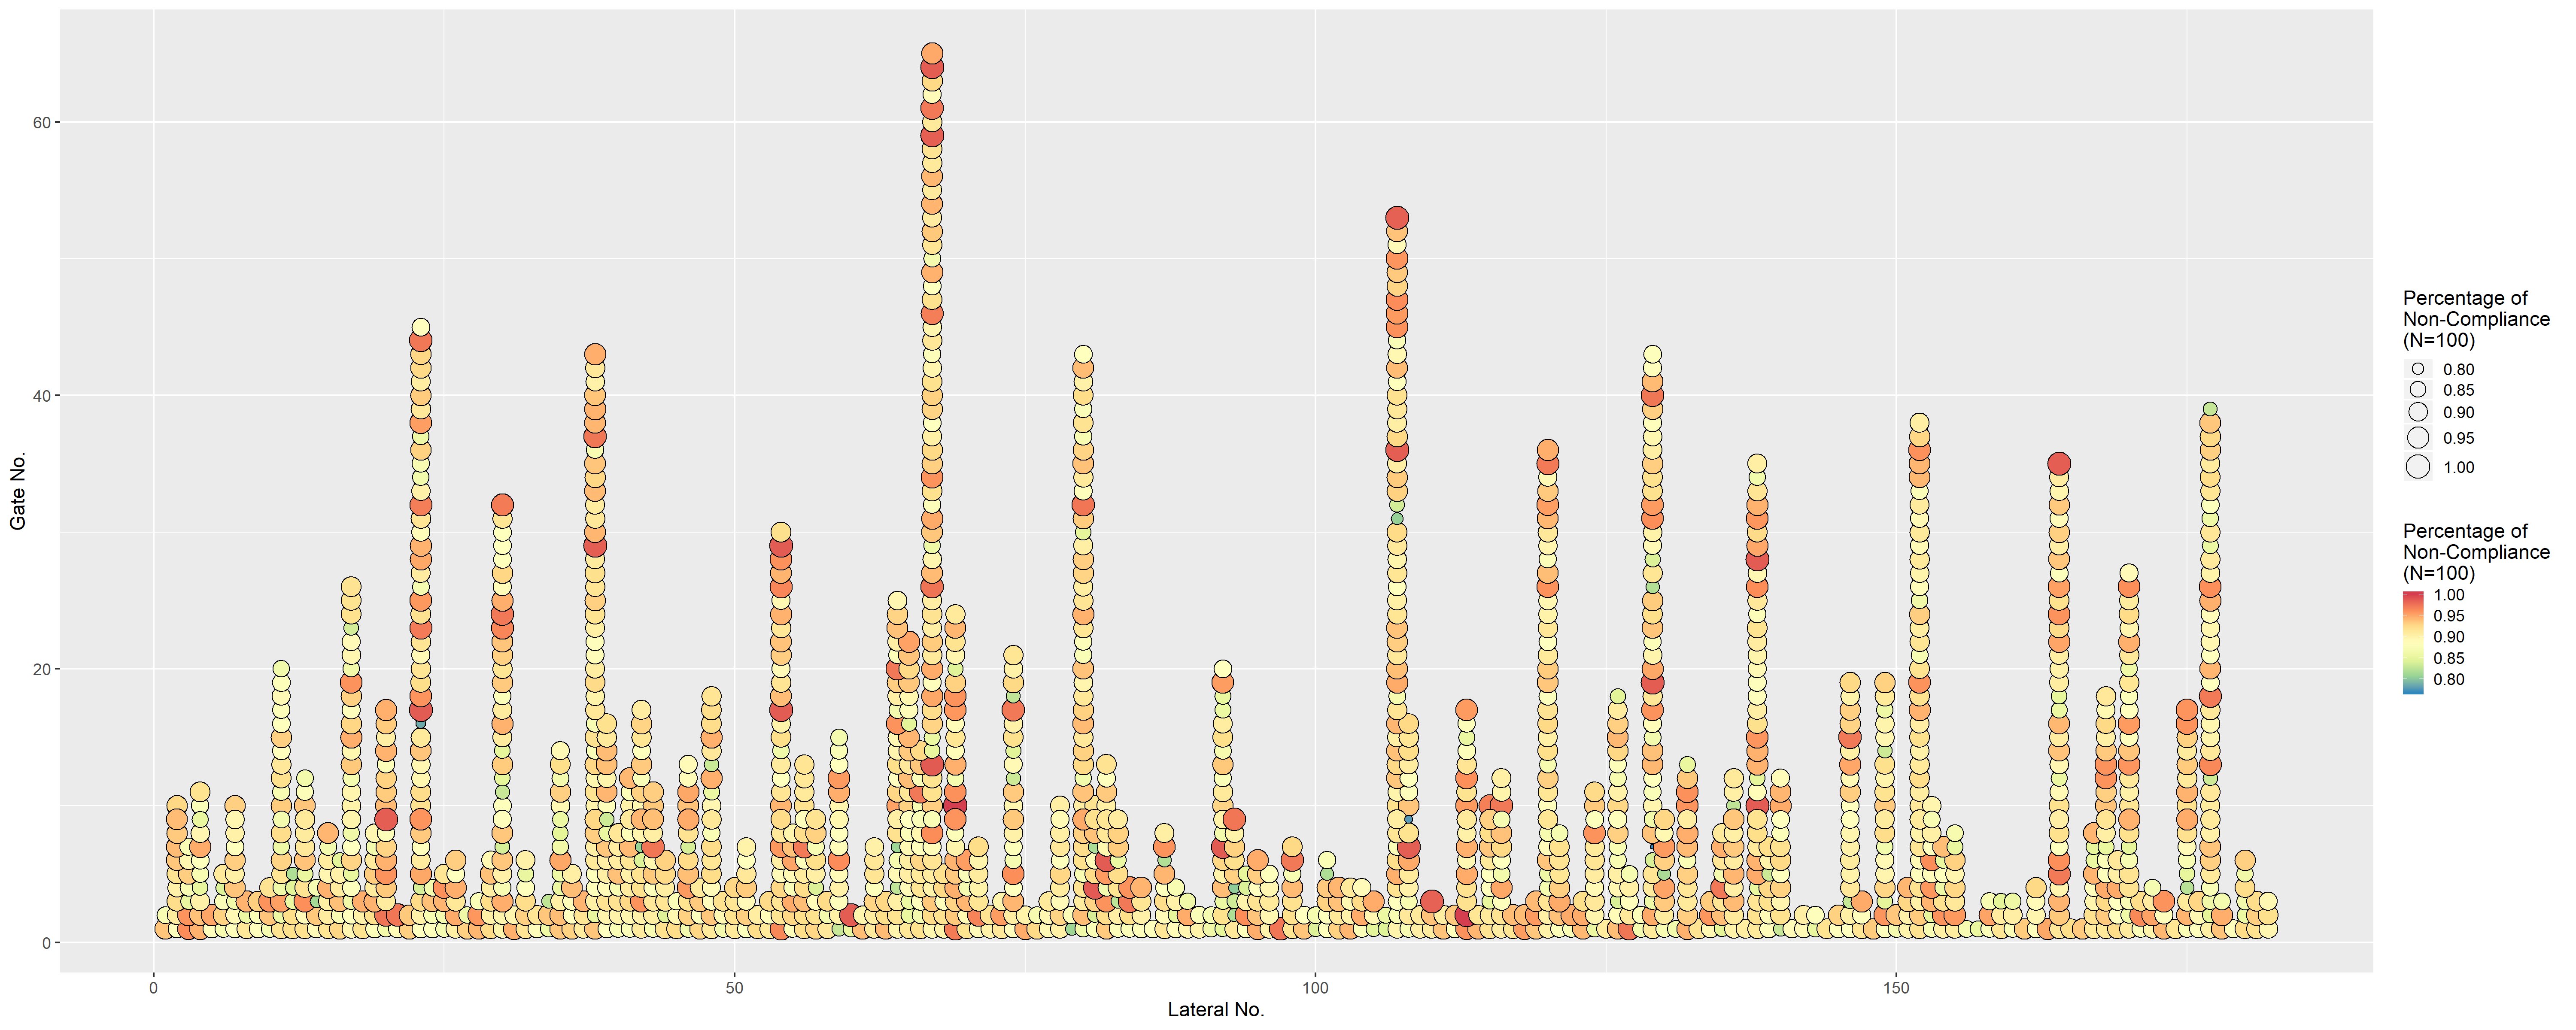 60
40
20
0
Gate No.
0
50
100
150
Lateral No.
Percentage of
Non-Compliance
(N=100)
0.80
0.85
0.90
0.95
1.00
Percentage of
Non-Compliance
(N=100)
1.00
0.95
0.90
0.85
0.80